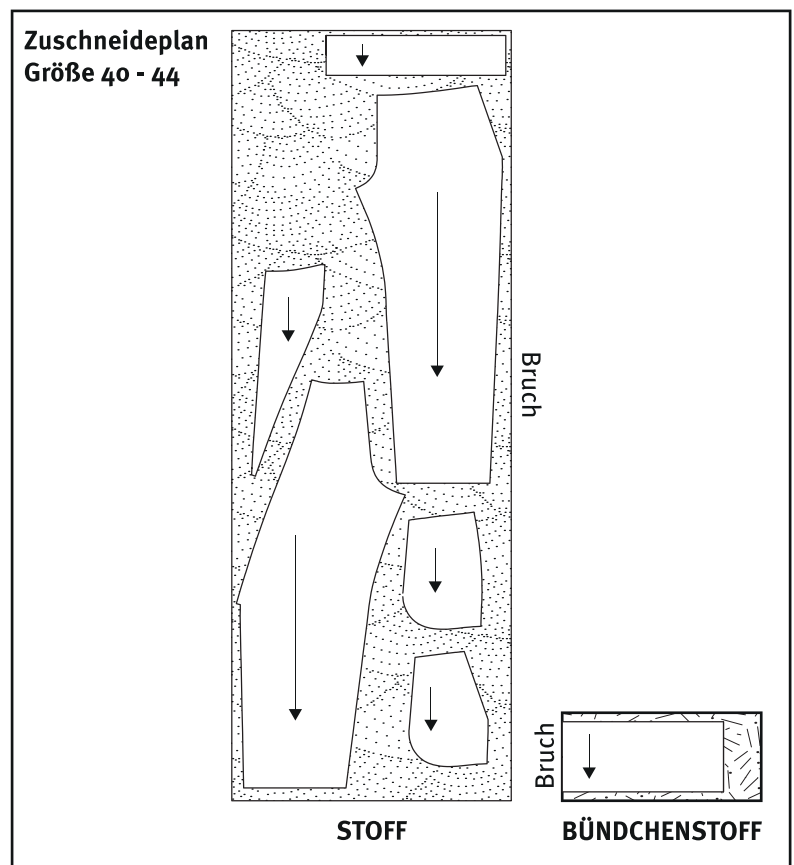 Zuschneideplan
Größe 40 - 44
Bruch
Bruch
STOFF
BÜNDCHENSTOFF